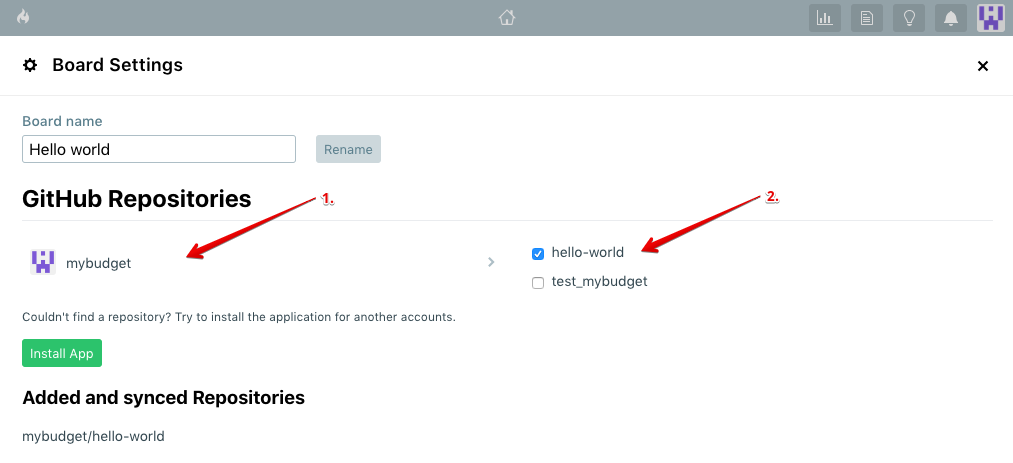 Board Settings
Board name
Hello world
Rename
GitHub Repositories
1.
2.
mybudget
hello-world
test_mybudget
Couldn't find a repository? Try to install the application for another accounts.
Install App
Added and synced Repositories
mybudget/hello-world